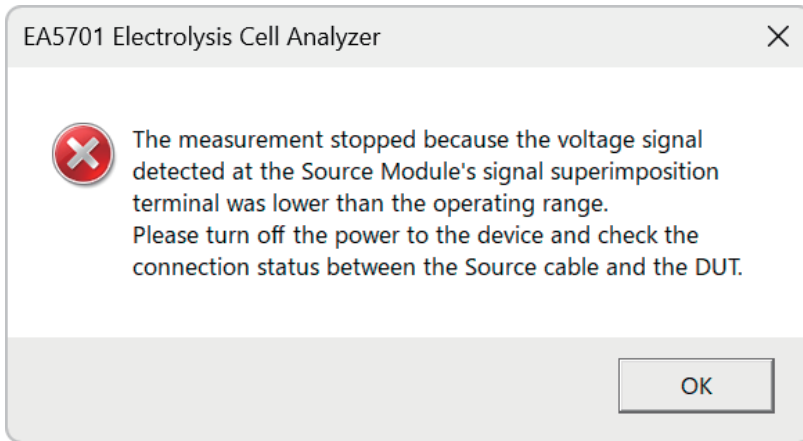 EA5701 Electrolysis Cell Analyzer
The measurement stopped because the voltage signal
detected at the Source Module's signal superimposition
terminal was lower than the operating range.
Please turn off the power to the device and check the
connection status between the Source cable and the DUT.
OK